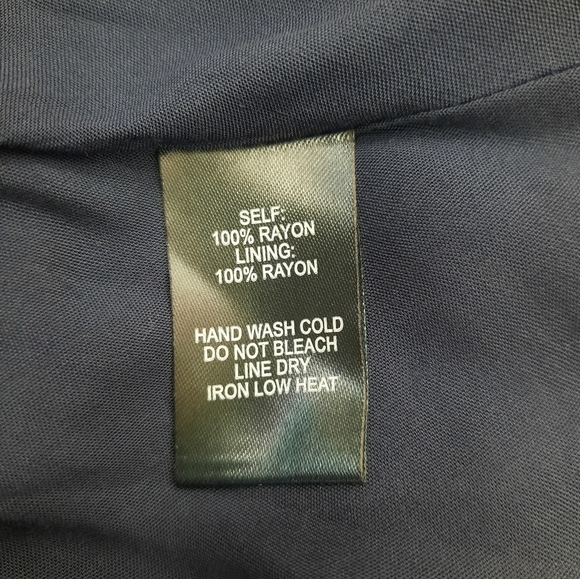 SELF:
100% RAYON
LINING:
100% RAYON
HAND WASH COLD
DO NOT BLEACH
LINE DRY
IRON LOW HEAT